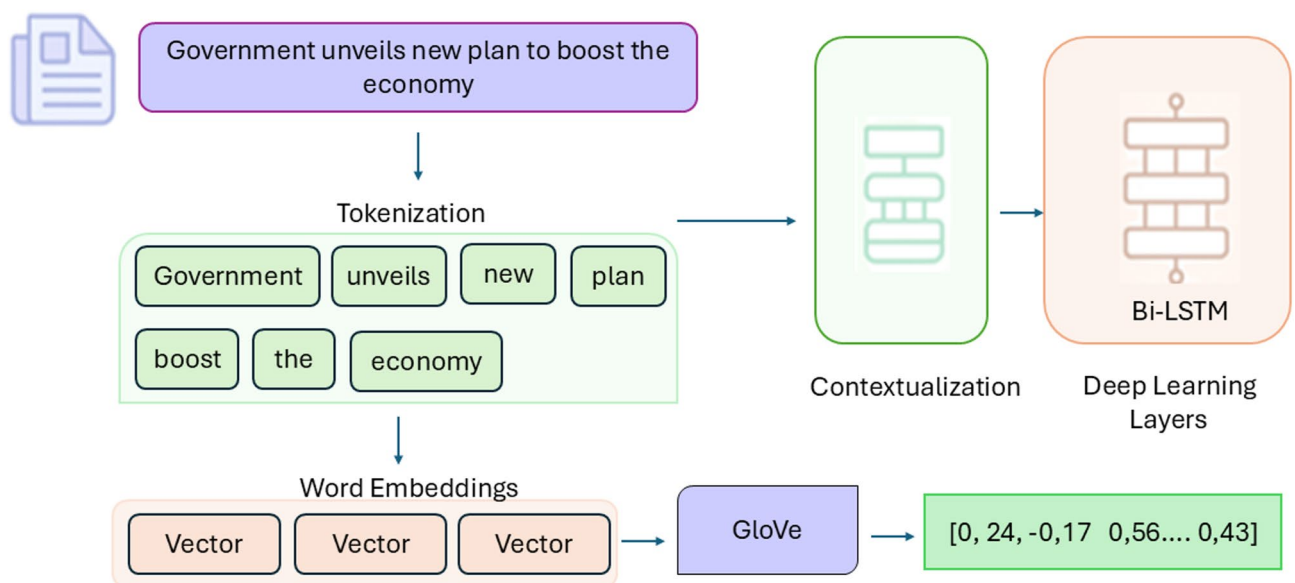 Government unveils new plan to boost the
economy
Tokenization
Government unveils new plan
boost the economy
Word Embeddings
Vector Vector Vector
GloVe
[0, 24, -0,17 0,56.... 0,43]
Contextualization
Bi-LSTM
Deep Learning
Layers